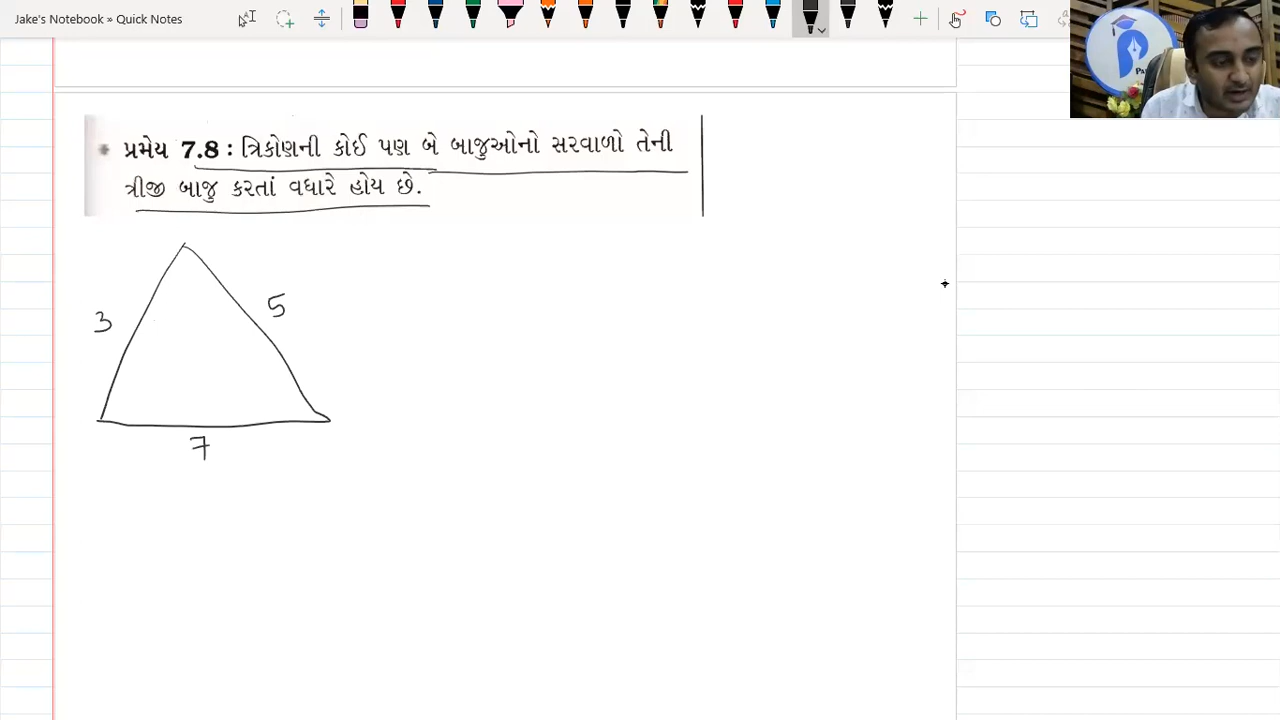 Jake's Notebook » Quick Notes
પ્રમેય 7.8 : ત્રિકોણની કોઈ પણ બે બાજુઓનો સરવાળો તેની
ત્રીજી બાજુ કરતાં વધારે હોય છે.
3
5
7